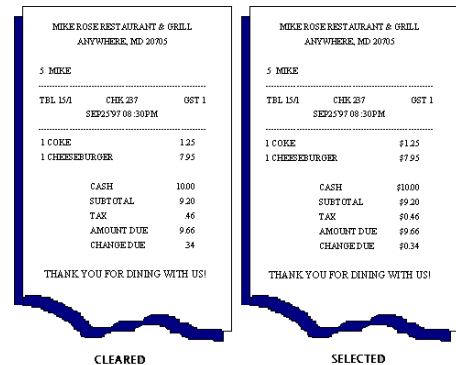 MIKE ROSE RESTAURANT & GRILL
ANYWHERE, MD 20705
5 MIKE
TBL 15/1 CHK 237 GST 1
SEP25'97 08:30PM
1 COKE 1.25
1 CHEESEBURGER 7.95
CASH 10.00
SUBTOTAL 9.20
TAX .46
AMOUNT DUE 9.66
CHANGE DUE .34
THANK YOU FOR DINING WITH US!
CLEARED
MIKE ROSE RESTAURANT & GRILL
ANYWHERE, MD 20705
5 MIKE
TBL 15/1 CHK 237 GST 1
SEP25'97 08:30PM
1 COKE $1.25
1 CHEESEBURGER $7.95
CASH $10.00
SUBTOTAL $9.20
TAX $0.46
AMOUNT DUE $9.66
CHANGE DUE $0.34
THANK YOU FOR DINING WITH US!
SELECTED